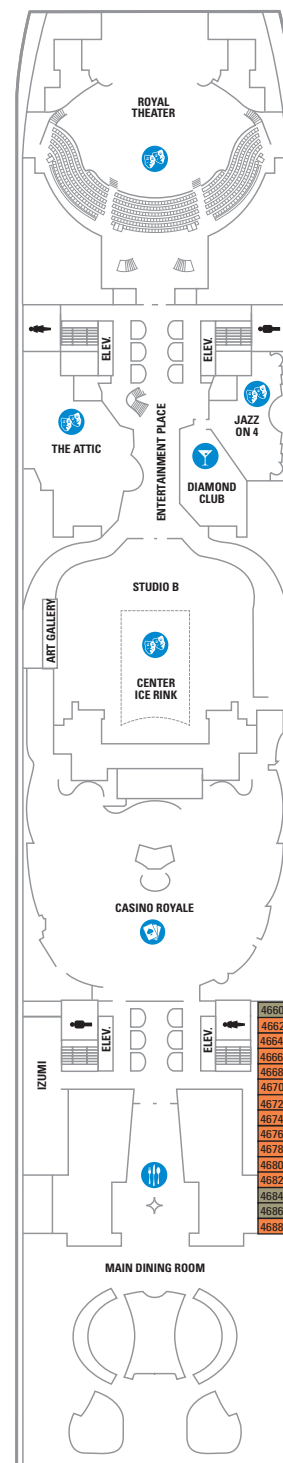 ROYAL
THEATER
ELEV.
ELEV.
THE ATTIC
ENTERTAINMENT PLACE
JAZZ
ON 4
DIAMOND
CLUB
STUDIO B
ART GALLERY
CENTER
ICE RINK
CASINO ROYALE
IZUMI
ELEV.
ELEV.
4660
4662
4664
4666
4668
4670
4672
4674
4676
4678
4680
4682
4684
4686
4688
MAIN DINING ROOM